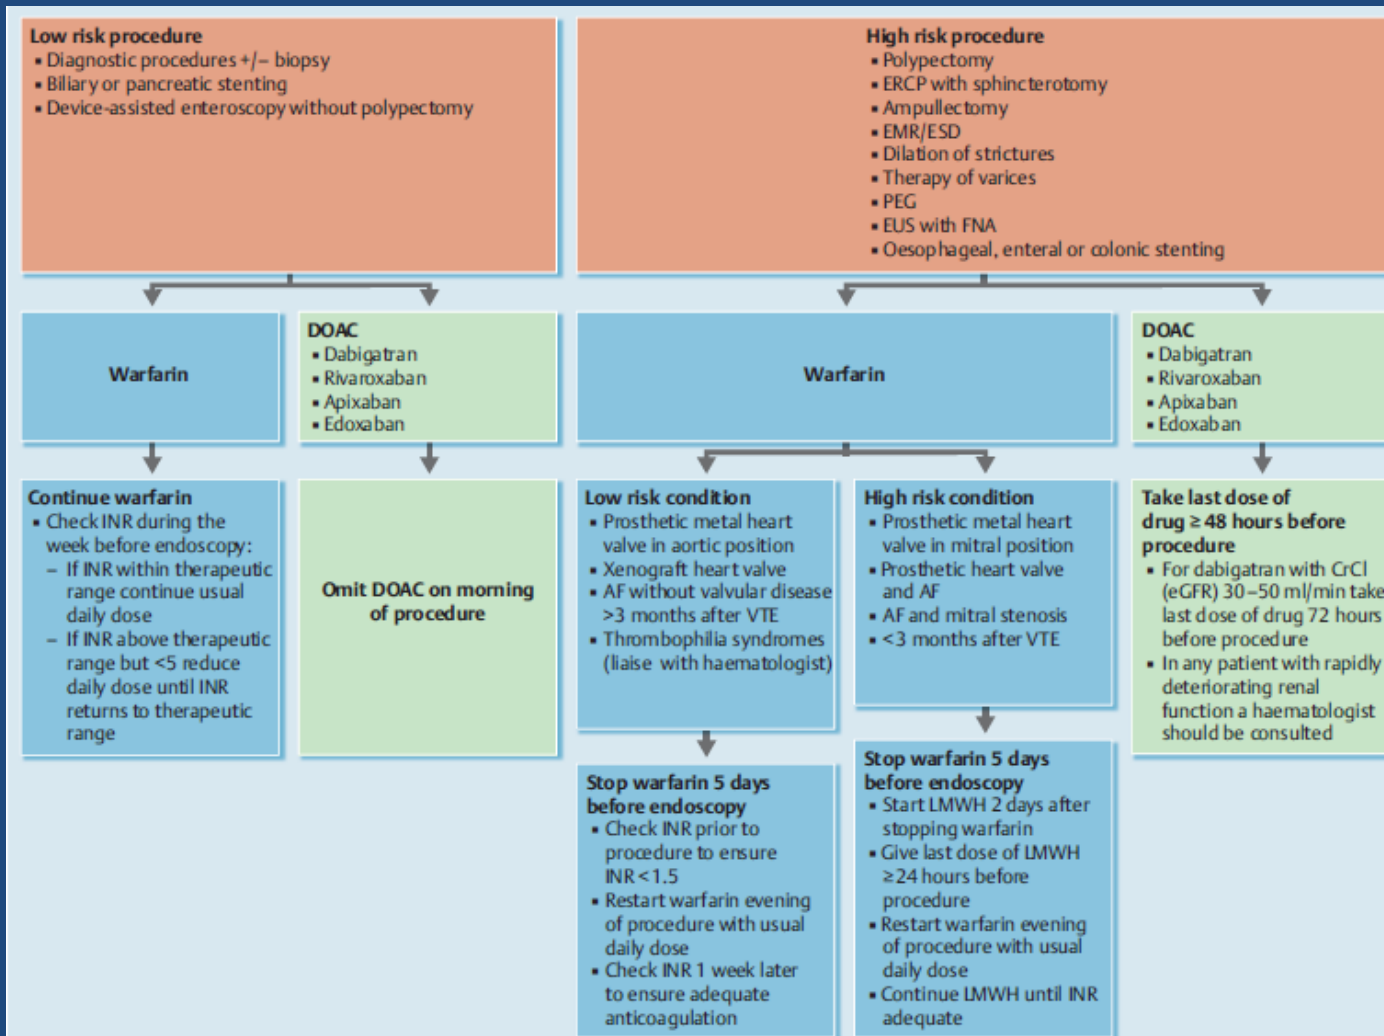 Low risk procedure
▪ Diagnostic procedures +/– biopsy
▪ Biliary or pancreatic stenting
▪ Device-assisted enteroscopy without polypectomy
High risk procedure
▪ Polypectomy
▪ ERCP with sphincterotomy
▪ Ampullectomy
▪ EMR/ESD
▪ Dilation of strictures
▪ Therapy of varices
▪ PEG
▪ EUS with FNA
▪ Oesophageal, enteral or colonic stenting
Warfarin
DOAC
▪ Dabigatran
▪ Rivaroxaban
▪ Apixaban
▪ Edoxaban
Warfarin
DOAC
▪ Dabigatran
▪ Rivaroxaban
▪ Apixaban
▪ Edoxaban
Continue warfarin
▪ Check INR during the
week before endoscopy:
– If INR within therapeutic
range continue usual
daily dose
– If INR above therapeutic
range but <5 reduce
daily dose until INR
returns to therapeutic
range
Omit DOAC on morning
of procedure
Low risk condition
▪ Prosthetic metal heart
valve in aortic position
▪ Xenograft heart valve
▪ AF without valvular disease
>3 months after VTE
▪ Thrombophilia syndromes
(liaise with haematologist)
Stop warfarin 5 days
before endoscopy
▪ Check INR prior to
procedure to ensure
INR < 1.5
▪ Restart warfarin evening
of procedure with usual
daily dose
▪ Check INR 1 week later
to ensure adequate
anticoagulation
High risk condition
▪ Prosthetic metal heart
valve in mitral position
▪ Prosthetic heart valve
and AF
▪ AF and mitral stenosis
▪ <3 months after VTE
Stop warfarin 5 days
before endoscopy
▪ Start LMWH 2 days after
stopping warfarin
▪ Give last dose of LMWH
≥24 hours before
procedure
▪ Restart warfarin evening
of procedure with usual
daily dose
▪ Continue LMWH until INR
adequate
Take last dose of
drug ≥ 48 hours before
procedure
▪ For dabigatran with CrCl
(eGFR) 30–50 ml/min take
last dose of drug 72 hours
before procedure
▪ In any patient with rapidly
deteriorating renal
function a haematologist
should be consulted